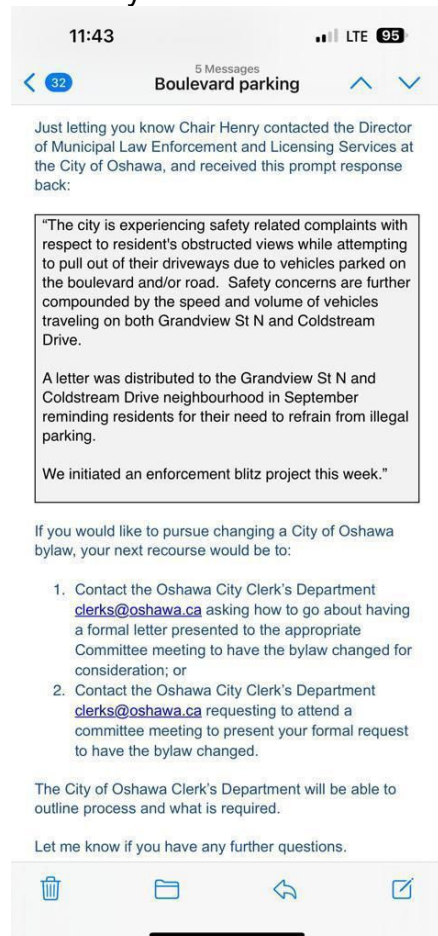 11:43
LTE 95
32
5 Messages
Boulevard parking
Just letting you know Chair Henry contacted the Director
of Municipal Law Enforcement and Licensing Services at
the City of Oshawa, and received this prompt response
back:
“The city is experiencing safety related complaints with
respect to resident's obstructed views while attempting
to pull out of their driveways due to vehicles parked on
the boulevard and/or road.  Safety concerns are further
compounded by the speed and volume of vehicles
traveling on both Grandview St N and Coldstream
Drive.
A letter was distributed to the Grandview St N and
Coldstream Drive neighbourhood in September
reminding residents for their need to refrain from illegal
parking.
We initiated an enforcement blitz project this week.”
If you would like to pursue changing a City of Oshawa
bylaw, your next recourse would be to:
1. Contact the Oshawa City Clerk’s Department
clerks@oshawa.ca asking how to go about having
a formal letter presented to the appropriate
Committee meeting to have the bylaw changed for
consideration; or
2. Contact the Oshawa City Clerk’s Department
clerks@oshawa.ca requesting to attend a
committee meeting to present your formal request
to have the bylaw changed.
The City of Oshawa Clerk’s Department will be able to
outline process and what is required.
Let me know if you have any further questions.